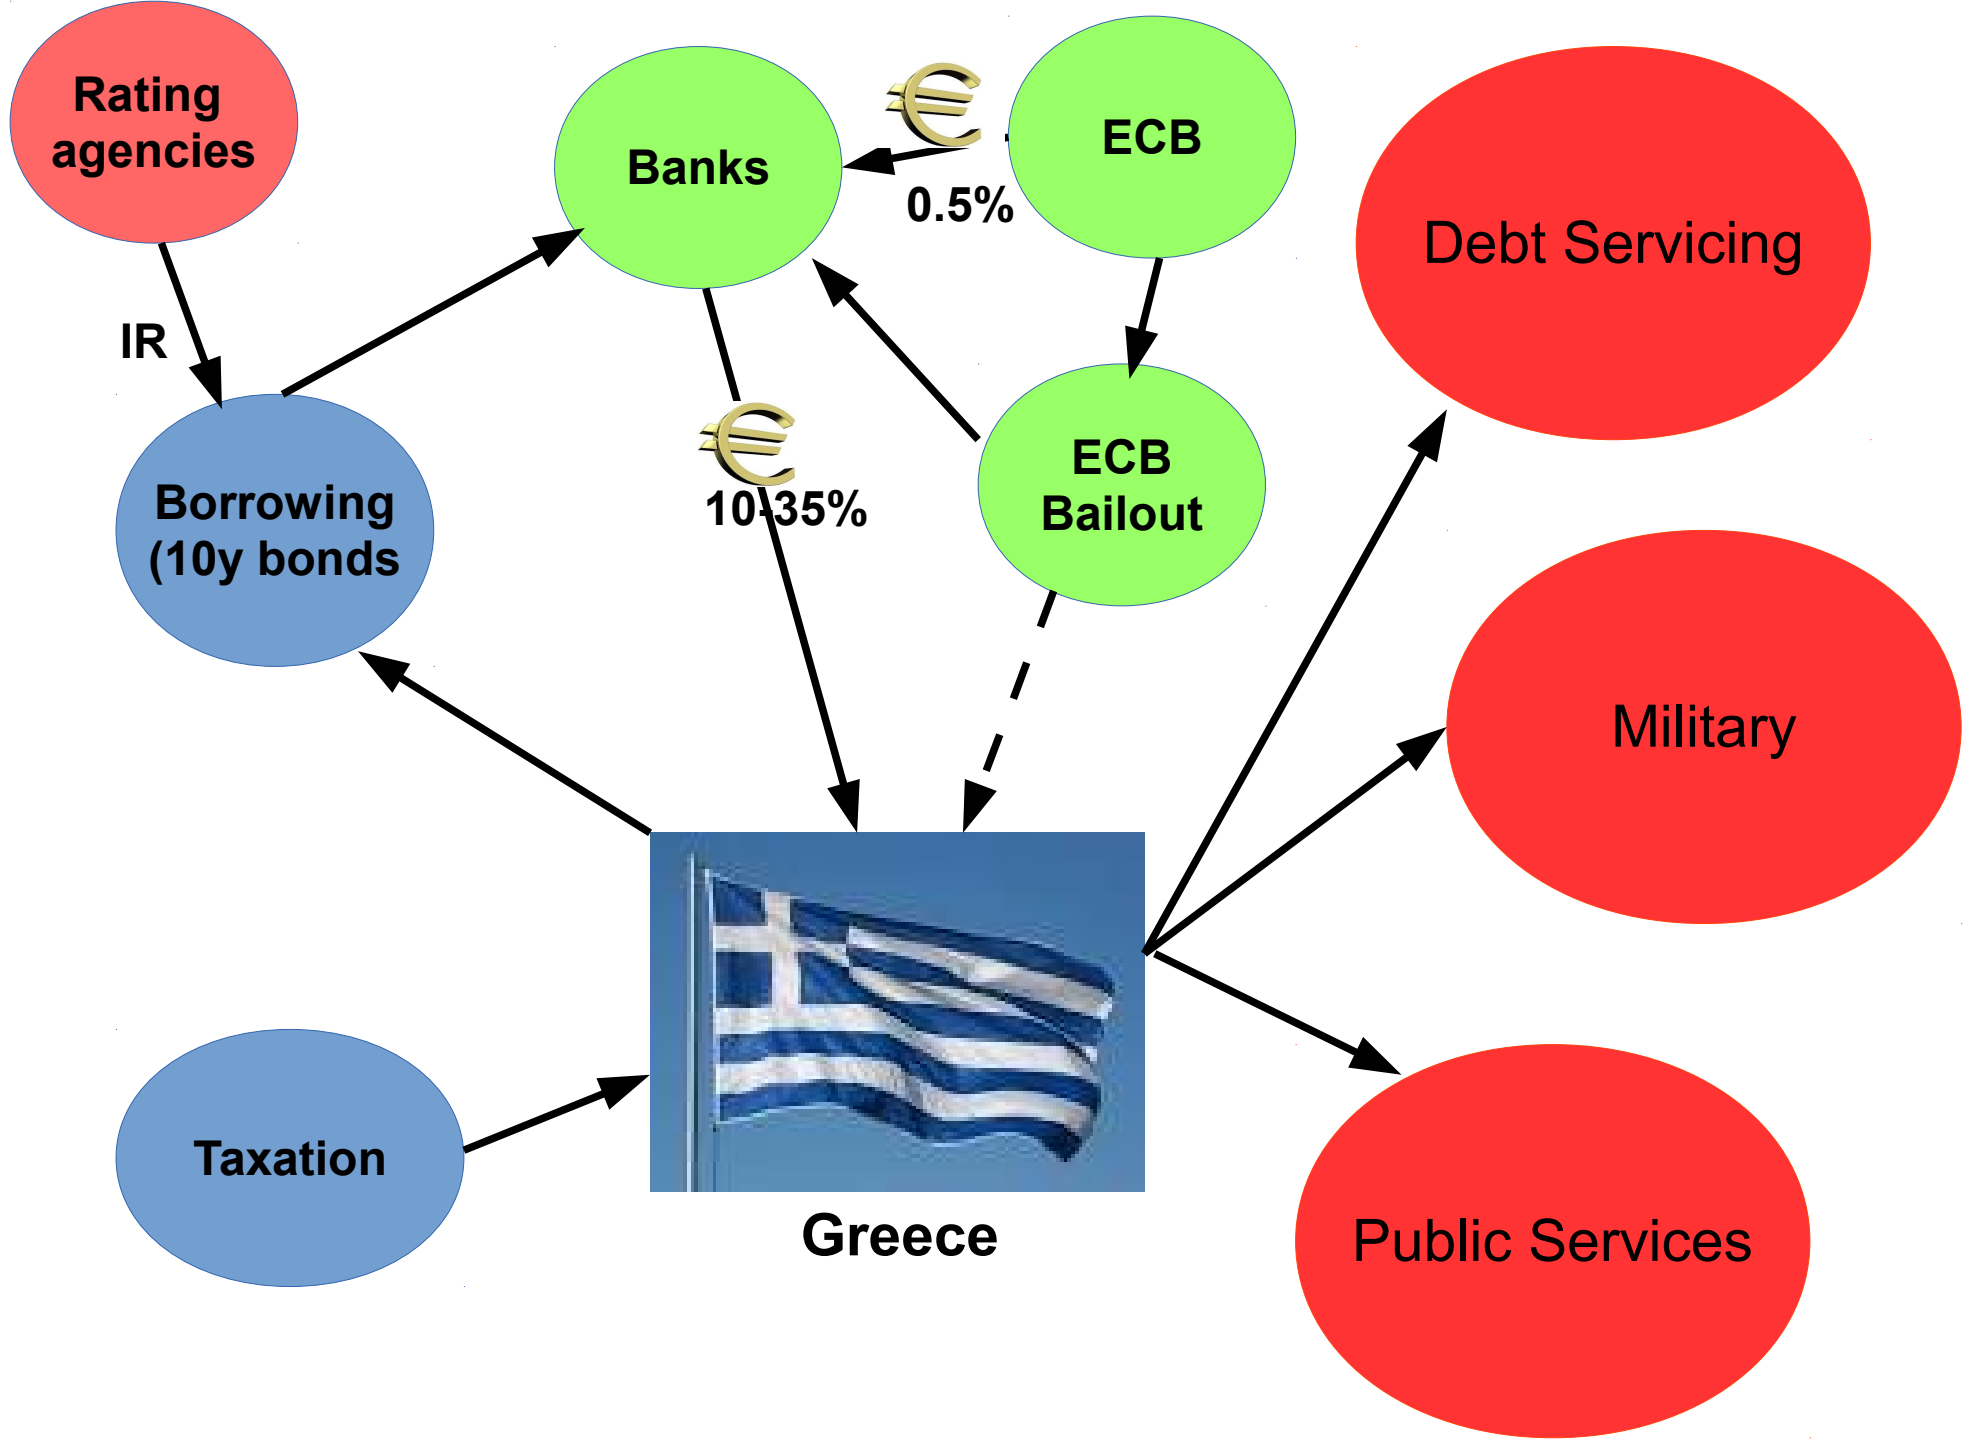 Rating
agencies
Banks
€
ECB
0.5%
Debt Servicing
IR
€
10-35%
ECB
Bailout
Borrowing
(10y bonds
Military
Taxation
Greece
Public Services